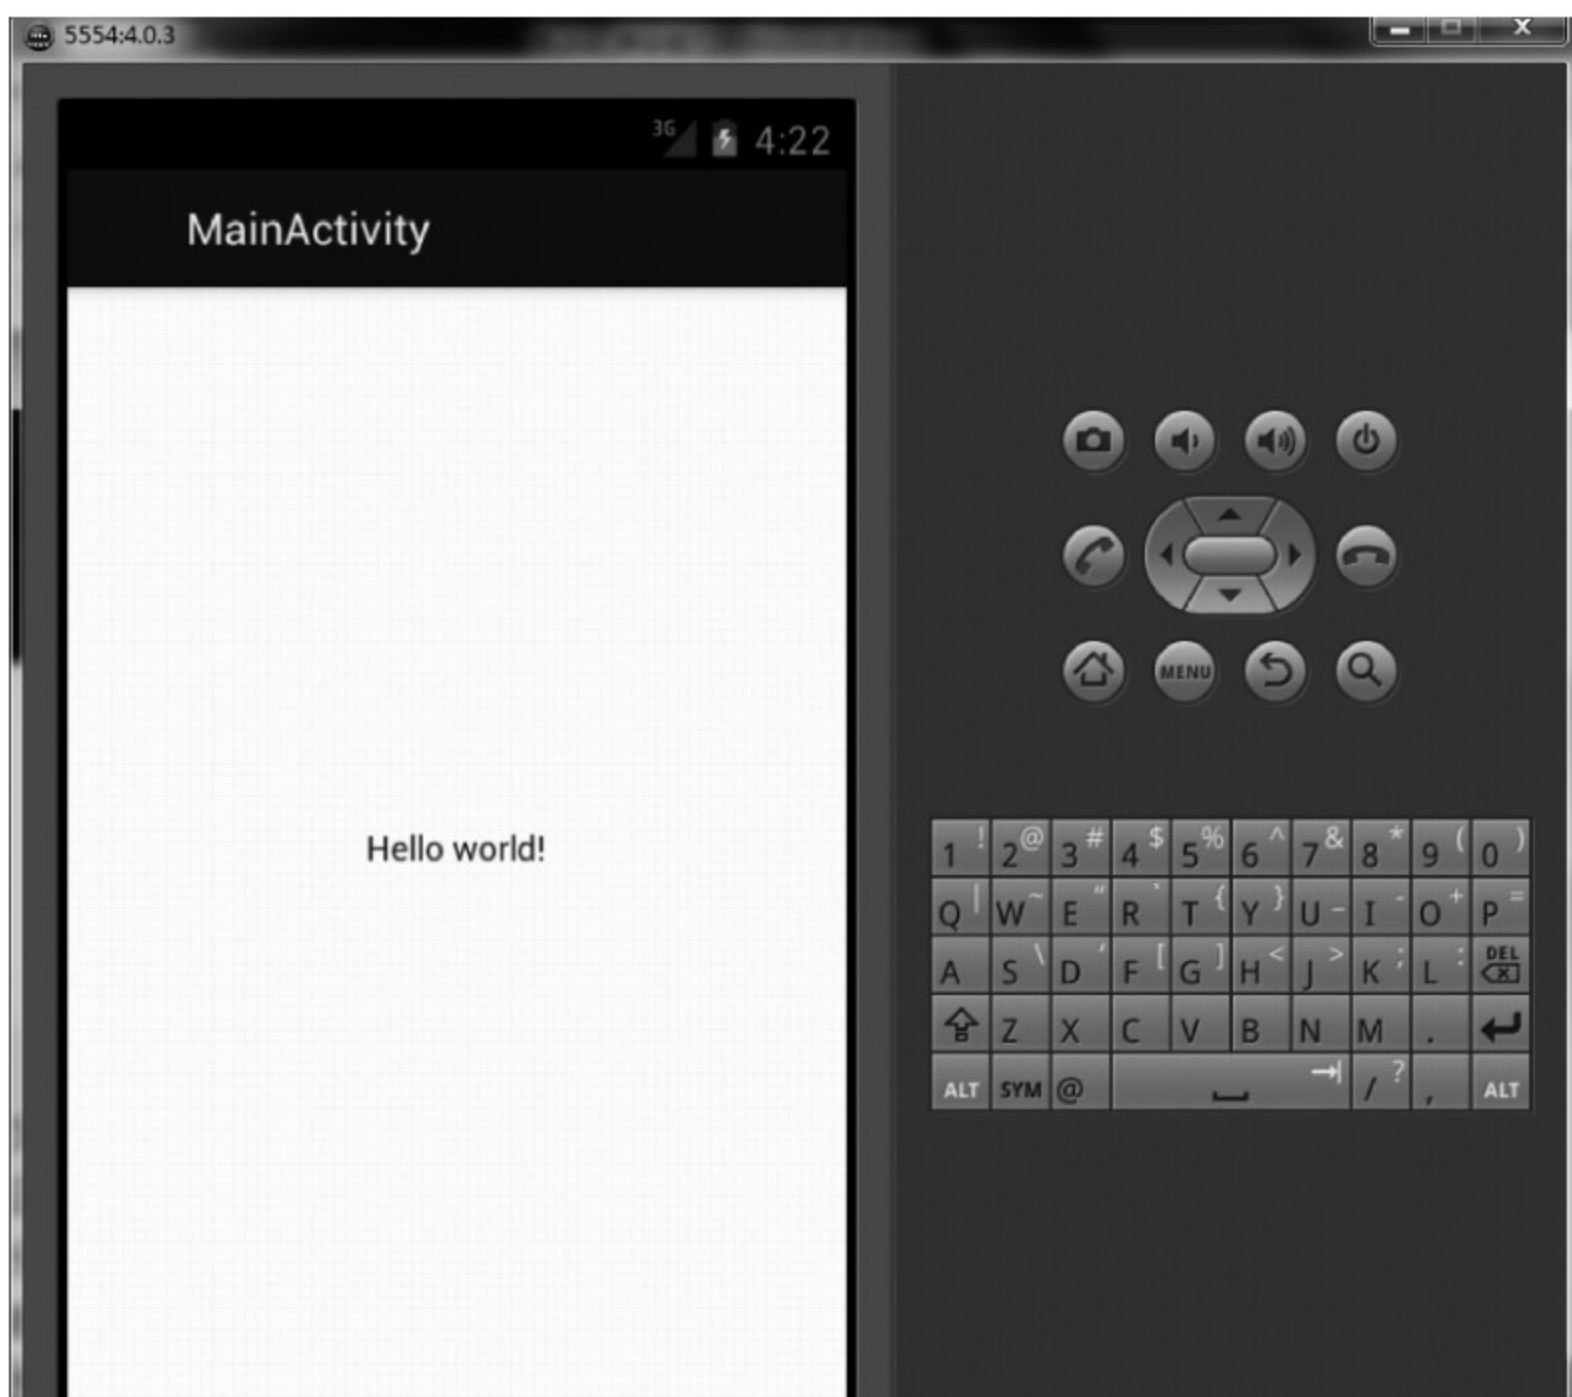 5554:4.0.3
3G 4:22
MainActivity
Hello world!
MENU
1 ! 2 @ 3 # 4 $ 5 % 6 ^ 7 & 8 * 9 ( 0 )
Q | W ~ E " R ` T { Y } U _ I - O + P =
A S \ D ' F [ G ] H < J > K ; L : DEL
Z X C V B N M .
ALT SYM @ / ? , ALT